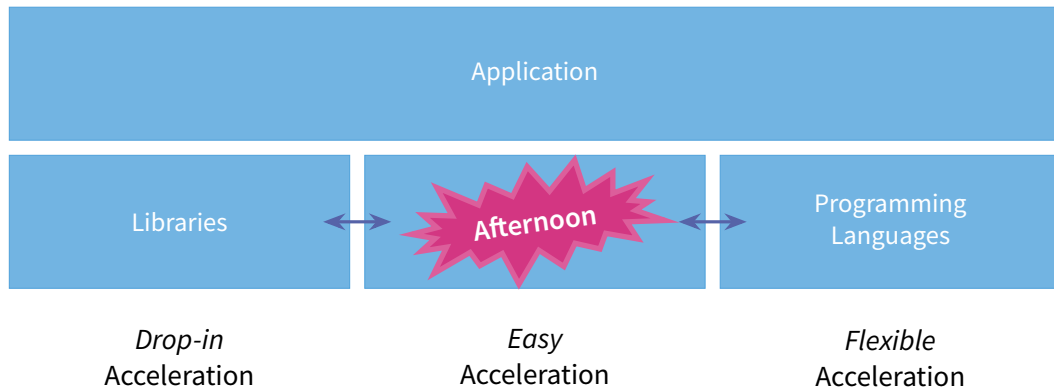 Application
Libraries
Afternoon
Programming
Languages
Drop-in
Acceleration
Easy
Acceleration
Flexible
Acceleration